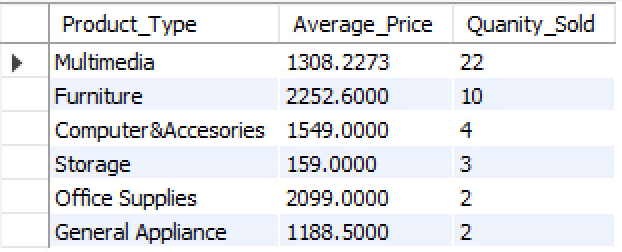 Product_Type Average_Price Quanity_Sold
Multimedia 1308.2273 22
Furniture 2252.6000 10
Computer&Accesories 1549.0000 4
Storage 159.0000 3
Office Supplies 2099.0000 2
General Appliance 1188.5000 2